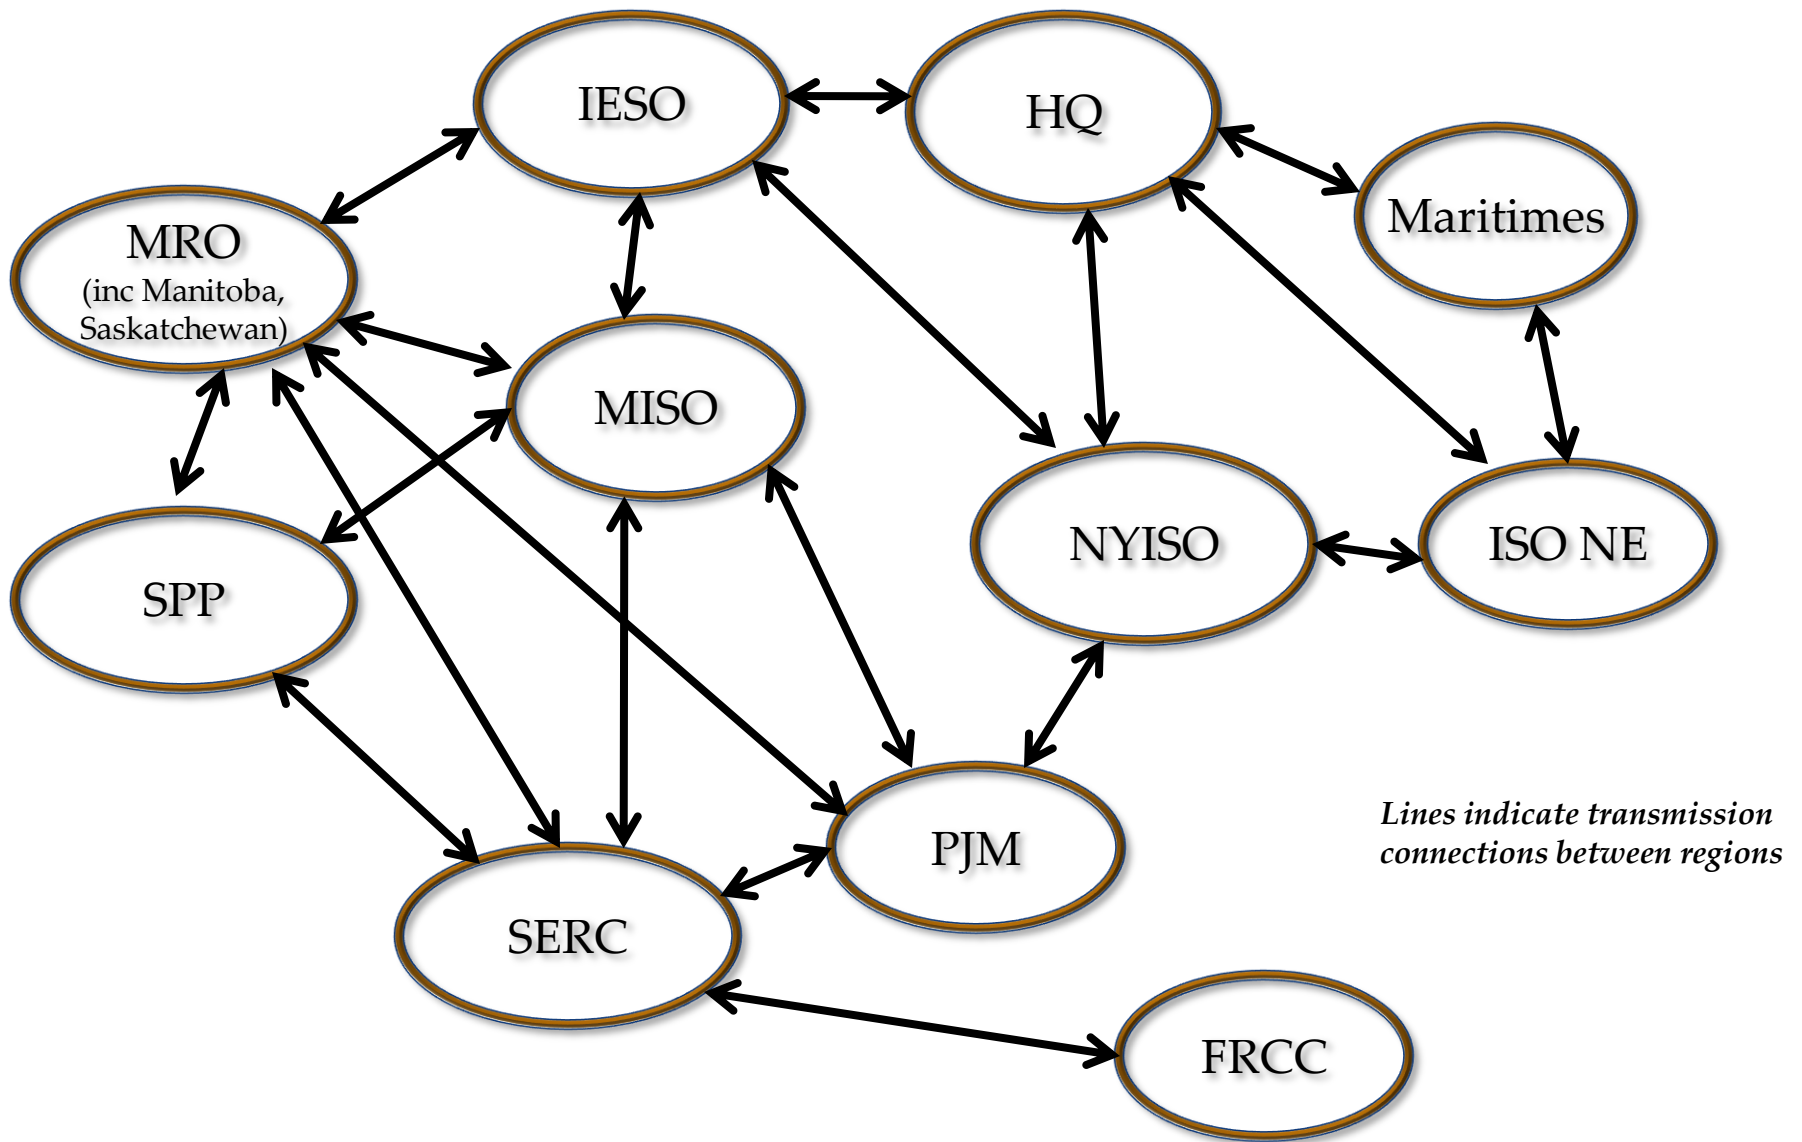 IESO
HQ
Maritimes
MRO
(inc Manitoba,
Saskatchewan)
MISO
NYISO
ISO NE
SPP
PJM
Lines indicate transmission
connections between regions
SERC
FRCC